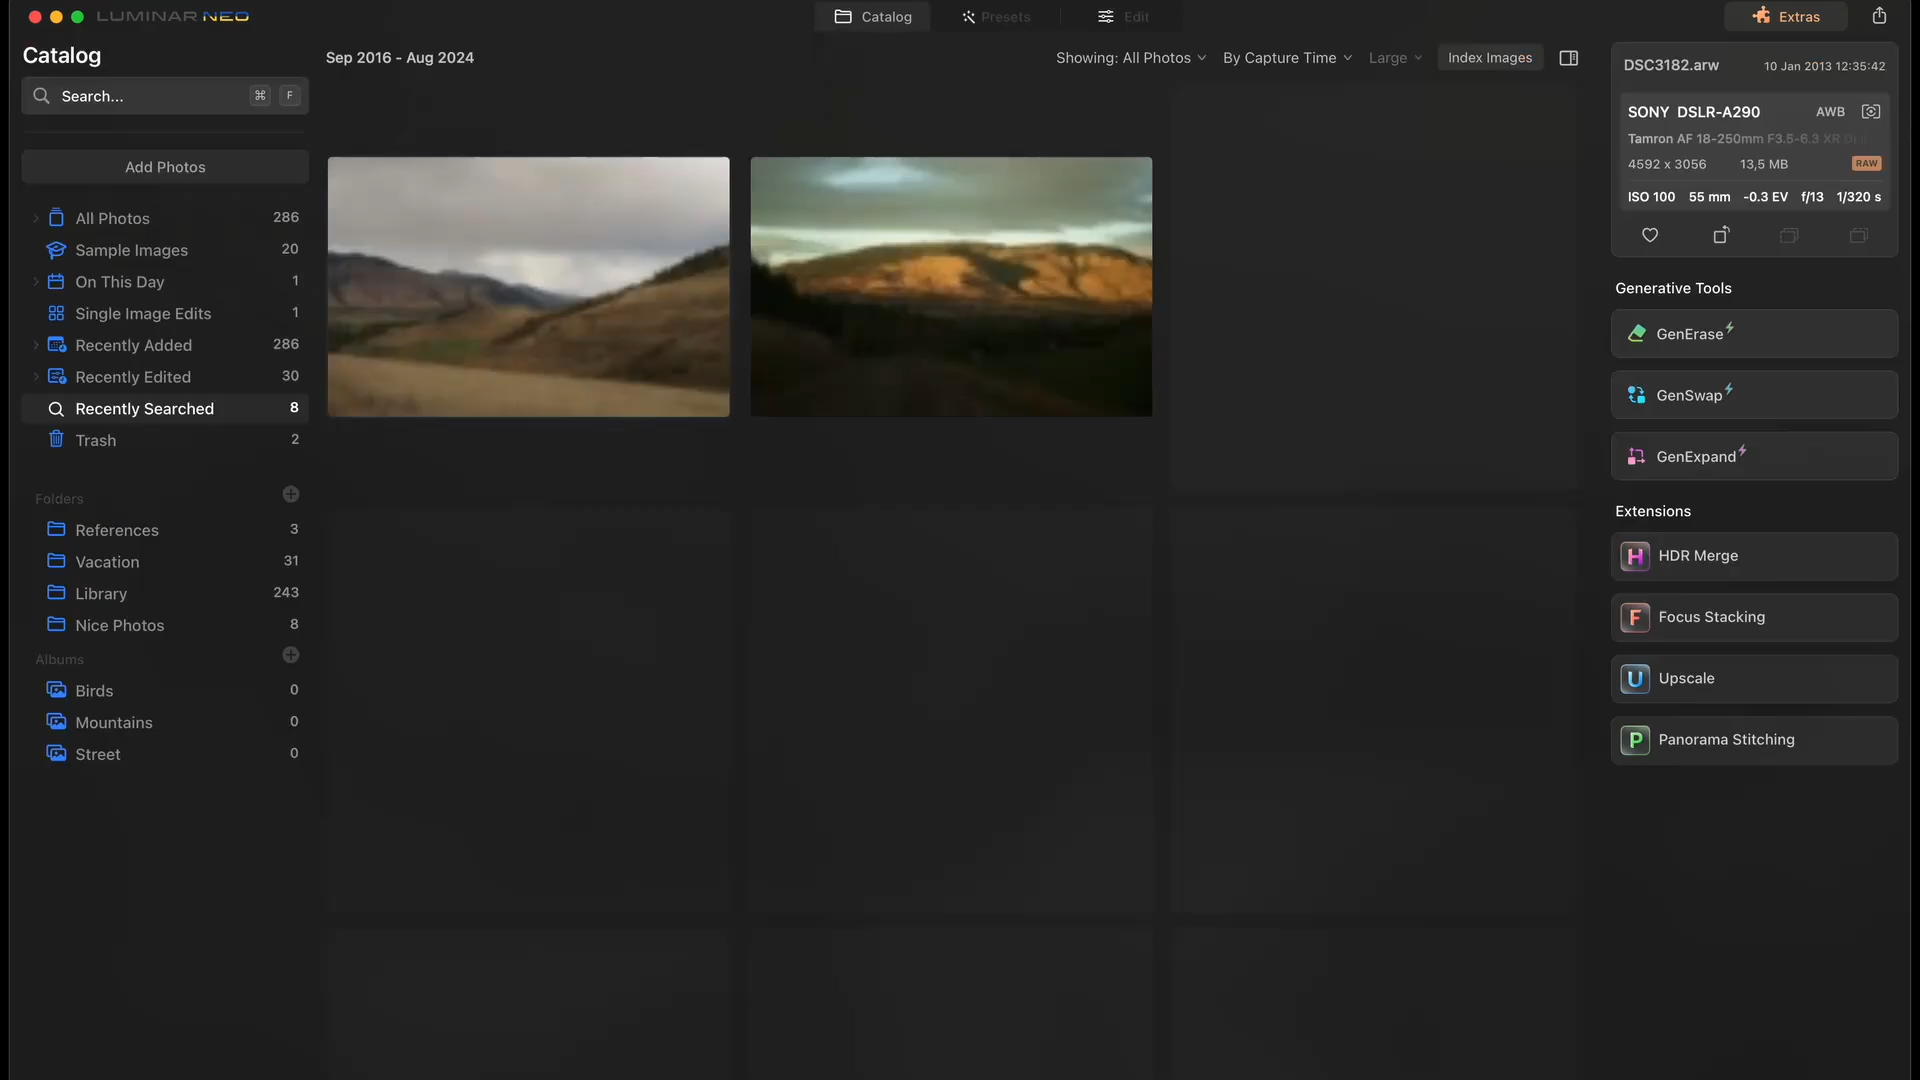 LUMINAR NEO
Catalog
Presets
Edit
Extras
Catalog
Search...
⌘ F
Add Photos
All Photos 286
Sample Images 20
On This Day 1
Single Image Edits 1
Recently Added 286
Recently Edited 30
Recently Searched 8
Trash 2
Folders
References 3
Vacation 31
Library 243
Nice Photos 8
Albums
Birds 0
Mountains 0
Street 0
Sep 2016 - Aug 2024
Showing: All Photos
By Capture Time
Large
Index Images
DSC3182.arw
10 Jan 2013 12:35:42
SONY DSLR-A290 AWB
Tamron AF 18-250mm F3.5-6.3 XR
4592 x 3056 13,5 MB RAW
ISO 100 55 mm -0.3 EV f/13 1/320 s
Generative Tools
GenErase
GenSwap
GenExpand
Extensions
H HDR Merge
F Focus Stacking
U Upscale
P Panorama Stitching